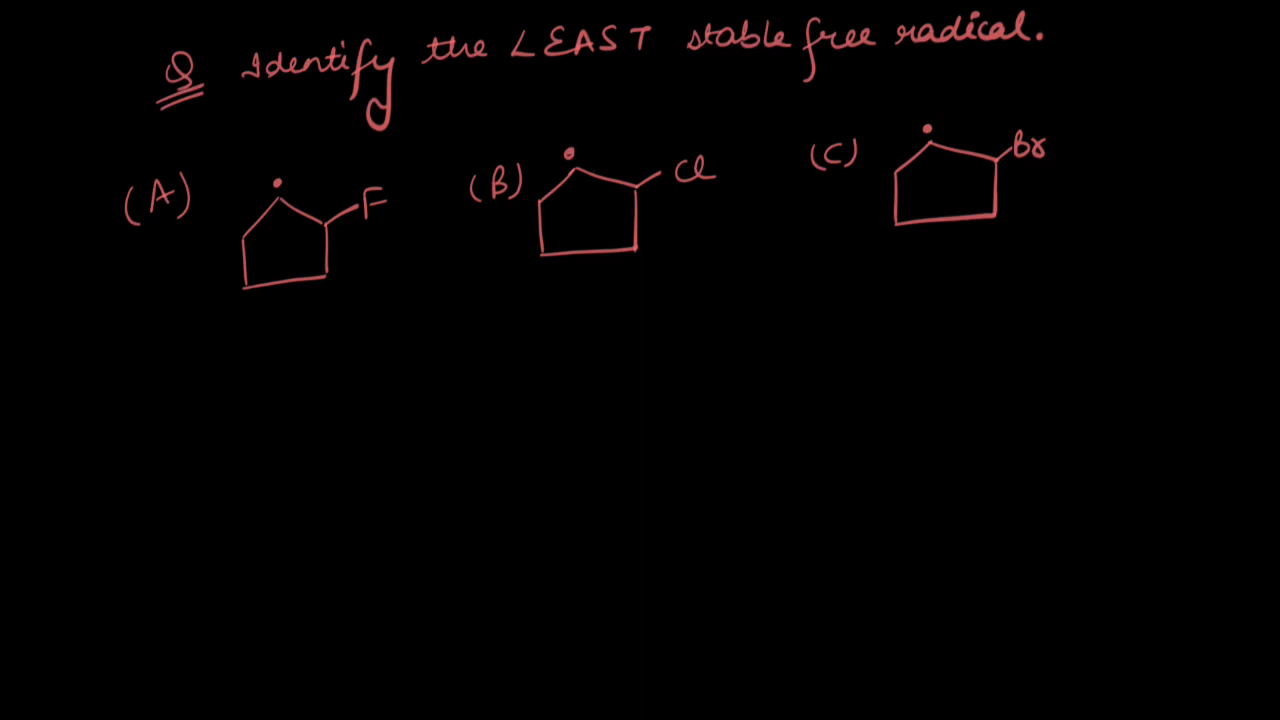 Q Identify the LEAST stable free radical.
(A) F (B) Cl (C) Br